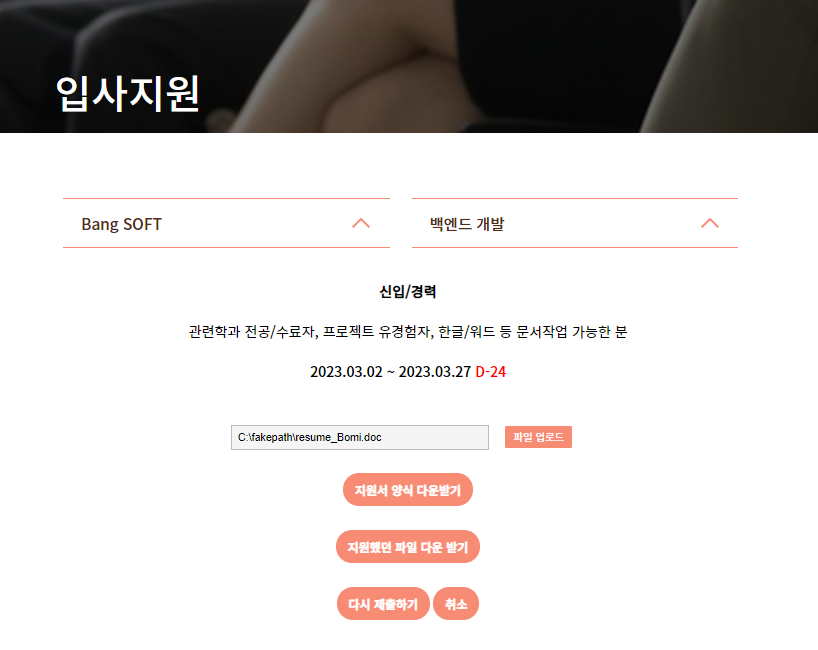 입사지원
Bang SOFT
백엔드 개발
신입/경력
관련학과 전공/수료자, 프로젝트 유경험자, 한글/워드 등 문서작업 가능한 분
2023.03.02 ~ 2023.03.27 D-24
C:\fakepath\resume_Bomi.doc
파일 업로드
지원서 양식 다운받기
지원했던 파일 다운 받기
다시 제출하기 취소